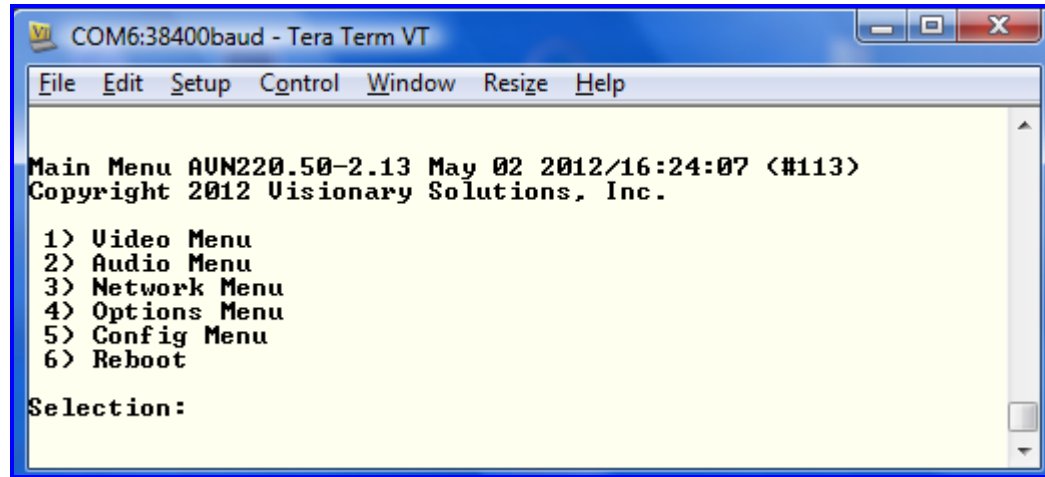 COM6:38400baud - Tera Term VT
File Edit Setup Control Window Resize Help
Main Menu AVN220.50-2.13 May 02 2012/16:24:07 (#113)
Copyright 2012 Visionary Solutions, Inc.
1) Video Menu
2) Audio Menu
3) Network Menu
4) Options Menu
5) Config Menu
6) Reboot
Selection: